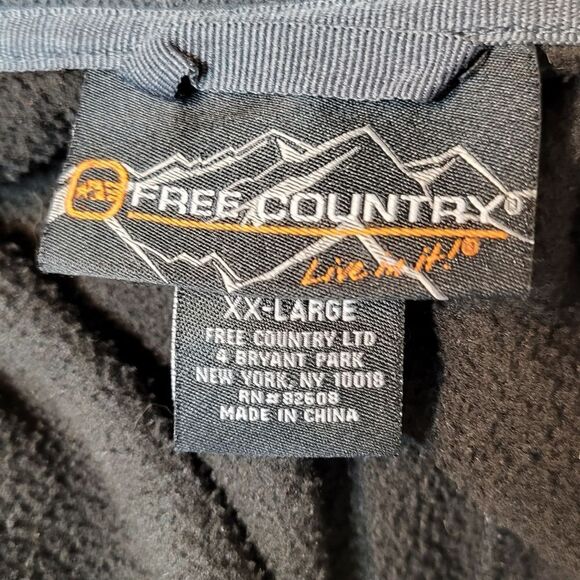 FREE COUNTRY®
Live in it!®
XX-LARGE
FREE COUNTRY LTD
4 BRYANT PARK
NEW YORK, NY 10018
RN# 82608
MADE IN CHINA